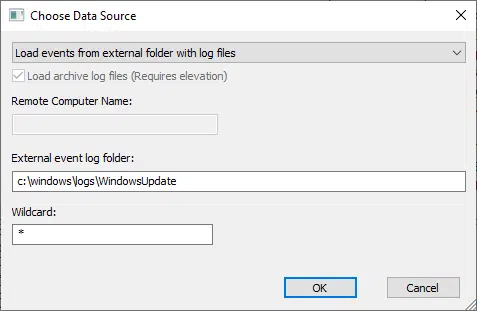 Choose Data Source
Load events from external folder with log files
Load archive log files (Requires elevation)
Remote Computer Name:
External event log folder:
c:\windows\logs\WindowsUpdate
Wildcard:
*
OK Cancel